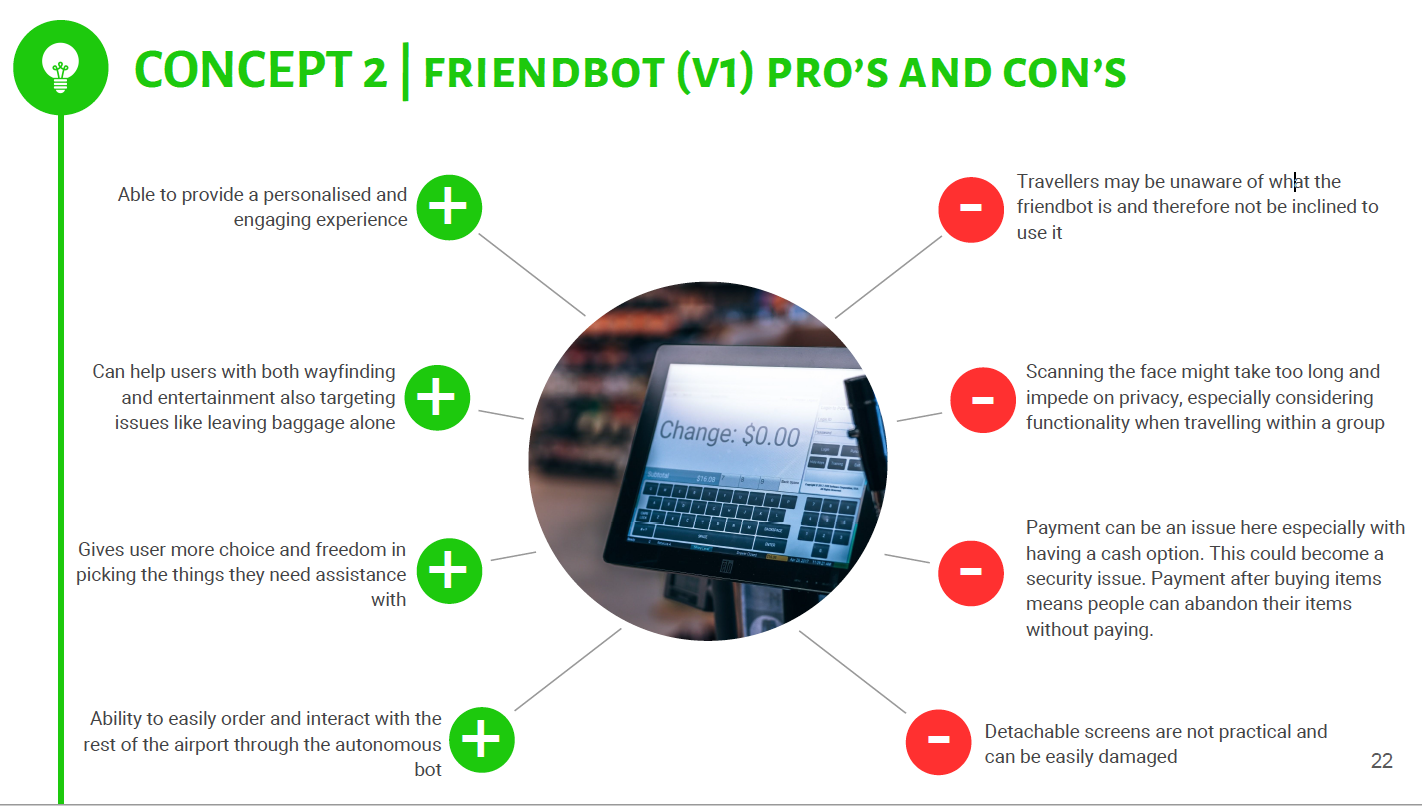 CONCEPT 2 | FRIENDBOT (V1) PRO'S AND CON'S
Able to provide a personalised and
engaging experience
Can help users with both wayfinding
and entertainment also targeting
issues like leaving baggage alone
Gives user more choice and freedom in
picking the things they need assistance
with
Ability to easily order and interact with the
rest of the airport through the autonomous
bot
Change: $0.00
Subtotal $16.08
Travellers may be unaware of what the
friendbot is and therefore not be inclined to
use it
Scanning the face might take too long and
impede on privacy, especially considering
functionality when travelling within a group
Payment can be an issue here especially with
having a cash option. This could become a
security issue. Payment after buying items
means people can abandon their items
without paying.
Detachable screens are not practical and
can be easily damaged
22